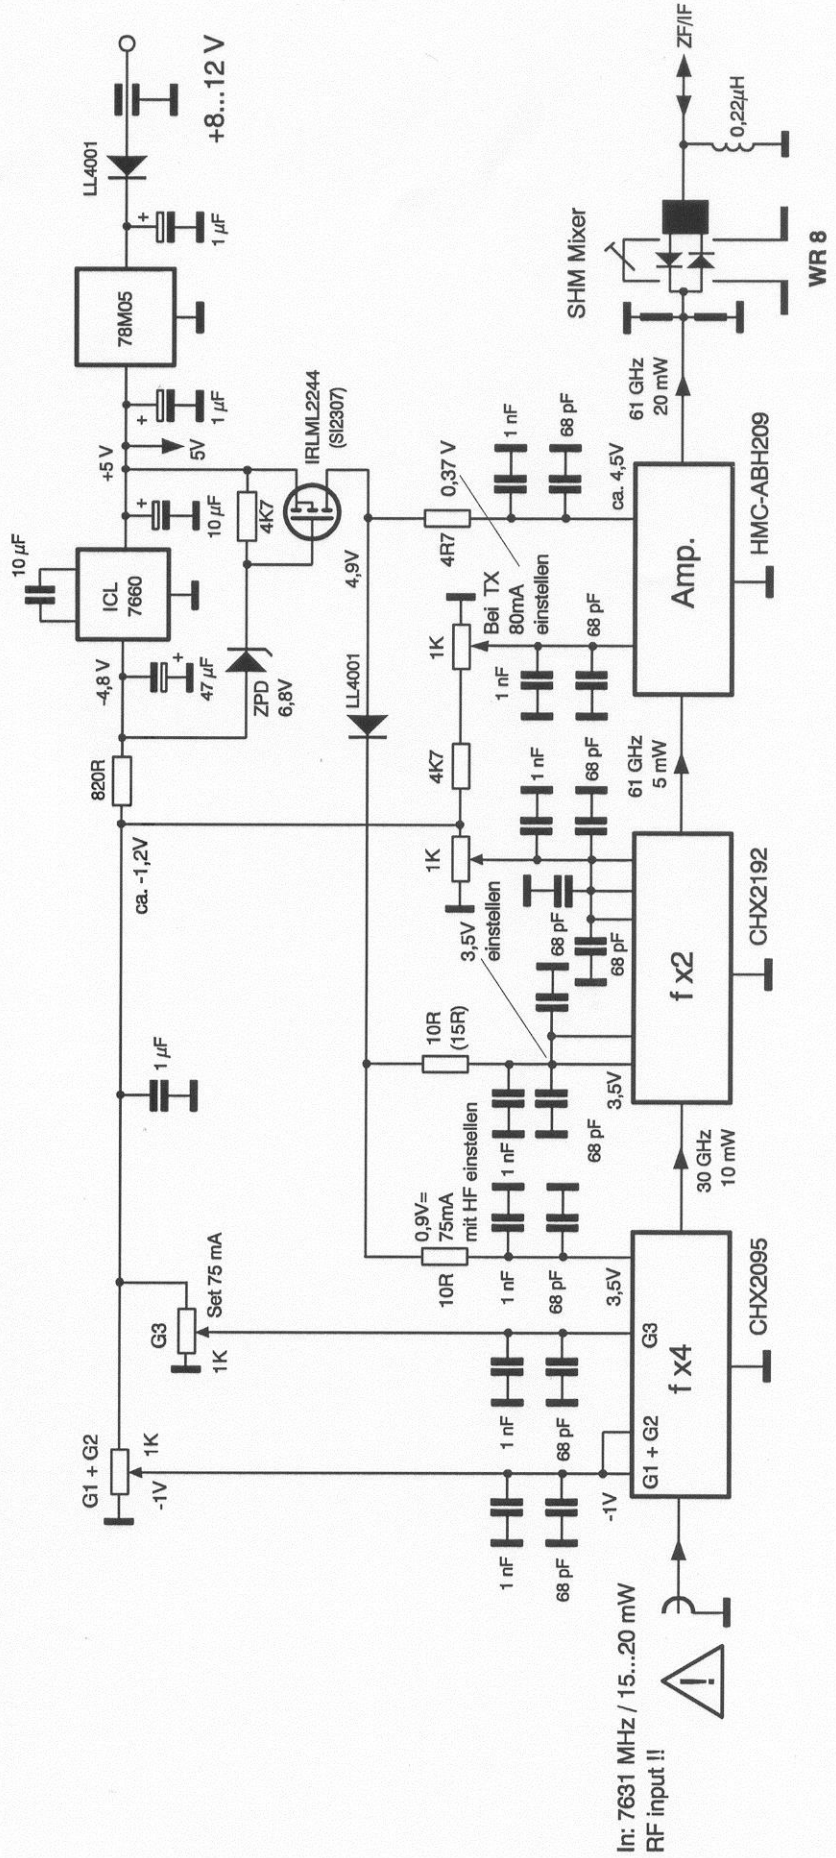 +8...12 V
LL4001
1 µF
78M05
1 µF
5V
+5 V
10 µF
10 µF
ICL
7660
-4,8 V
47 µF
+
+
+
+
4K7
IRLML2244
(SI2307)
ZPD
6,8V
820R
ca. -1,2V
1 µF
Set 75 mA
G3
1K
G1 + G2
1K
-1V
4,9V
LL4001
4R7
0,37 V
Bei TX
80mA
einstellen
1K
4K7
1K
3,5V
einstellen
10R
(15R)
0,9V=
75mA
mit HF einstellen
10R
1 nF
68 pF
ca. 4,5V
1 nF
68 pF
1 nF
68 pF
68 pF
68 pF
1 nF
68 pF
3,5V
1 nF
68 pF
3,5V
1 nF
68 pF
G3
1 nF
68 pF
-1V
G1 + G2
In: 7631 MHz / 15...20 mW
RF input !!
!
f x4
CHX2095
30 GHz
10 mW
f x2
CHX2192
61 GHz
5 mW
Amp.
HMC-ABH209
61 GHz
20 mW
SHM Mixer
WR 8
0,22µH
ZF/IF